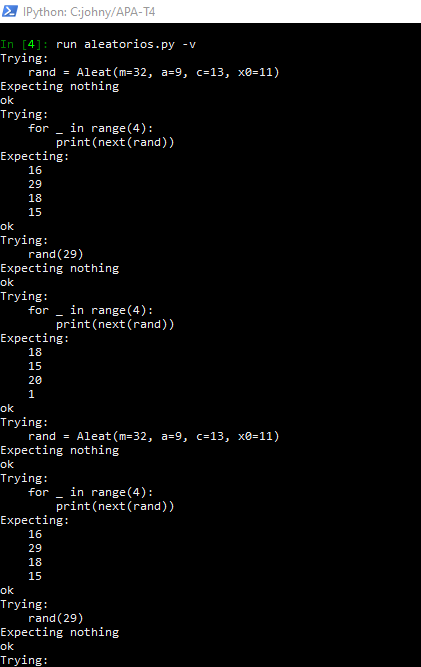 IPython: C:johny/APA-T4
In [4]: run aleatorios.py -v
Trying:
    rand = Aleat(m=32, a=9, c=13, x0=11)
Expecting nothing
ok
Trying:
    for _ in range(4):
        print(next(rand))
Expecting:
    16
    29
    18
    15
ok
Trying:
    rand(29)
Expecting nothing
ok
Trying:
    for _ in range(4):
        print(next(rand))
Expecting:
    18
    15
    20
    1
ok
Trying:
    rand = Aleat(m=32, a=9, c=13, x0=11)
Expecting nothing
ok
Trying:
    for _ in range(4):
        print(next(rand))
Expecting:
    16
    29
    18
    15
ok
Trying:
    rand(29)
Expecting nothing
ok
Trying: